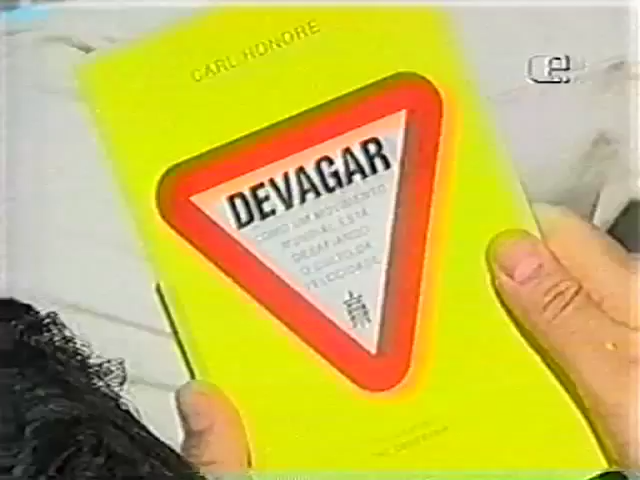 CARL HONORÉ
e
DEVAGAR
COMO UM MOVIMENTO
MUNDIAL ESTÁ
DESAFIANDO
O CULTO DA
VELOCIDADE